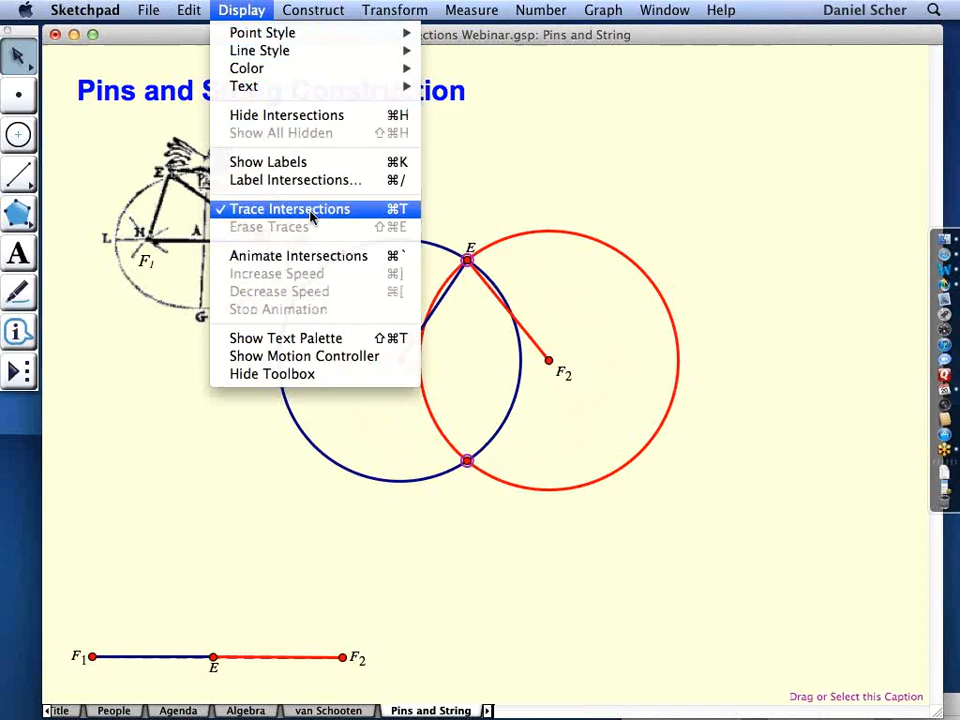 Sketchpad File Edit Display Construct Transform Measure Number Graph Window Help Daniel Scher
ections Webinar.gsp: Pins and String
Pins and S Construction
Point Style
Line Style
Color
Text
Hide Intersections ⌘H
Show All Hidden ⇧⌘H
Show Labels ⌘K
Label Intersections... ⌘/
✓ Trace Intersections ⌘T
Erase Traces ⇧⌘E
Animate Intersections ⌘`
Increase Speed ⌘]
Decrease Speed ⌘[
Stop Animation
Show Text Palette ⇧⌘T
Show Motion Controller
Hide Toolbox
A
E
L H A
F1
G
E
F2
F1 E F2
Drag or Select this Caption
itle People Agenda Algebra van Schooten Pins and String